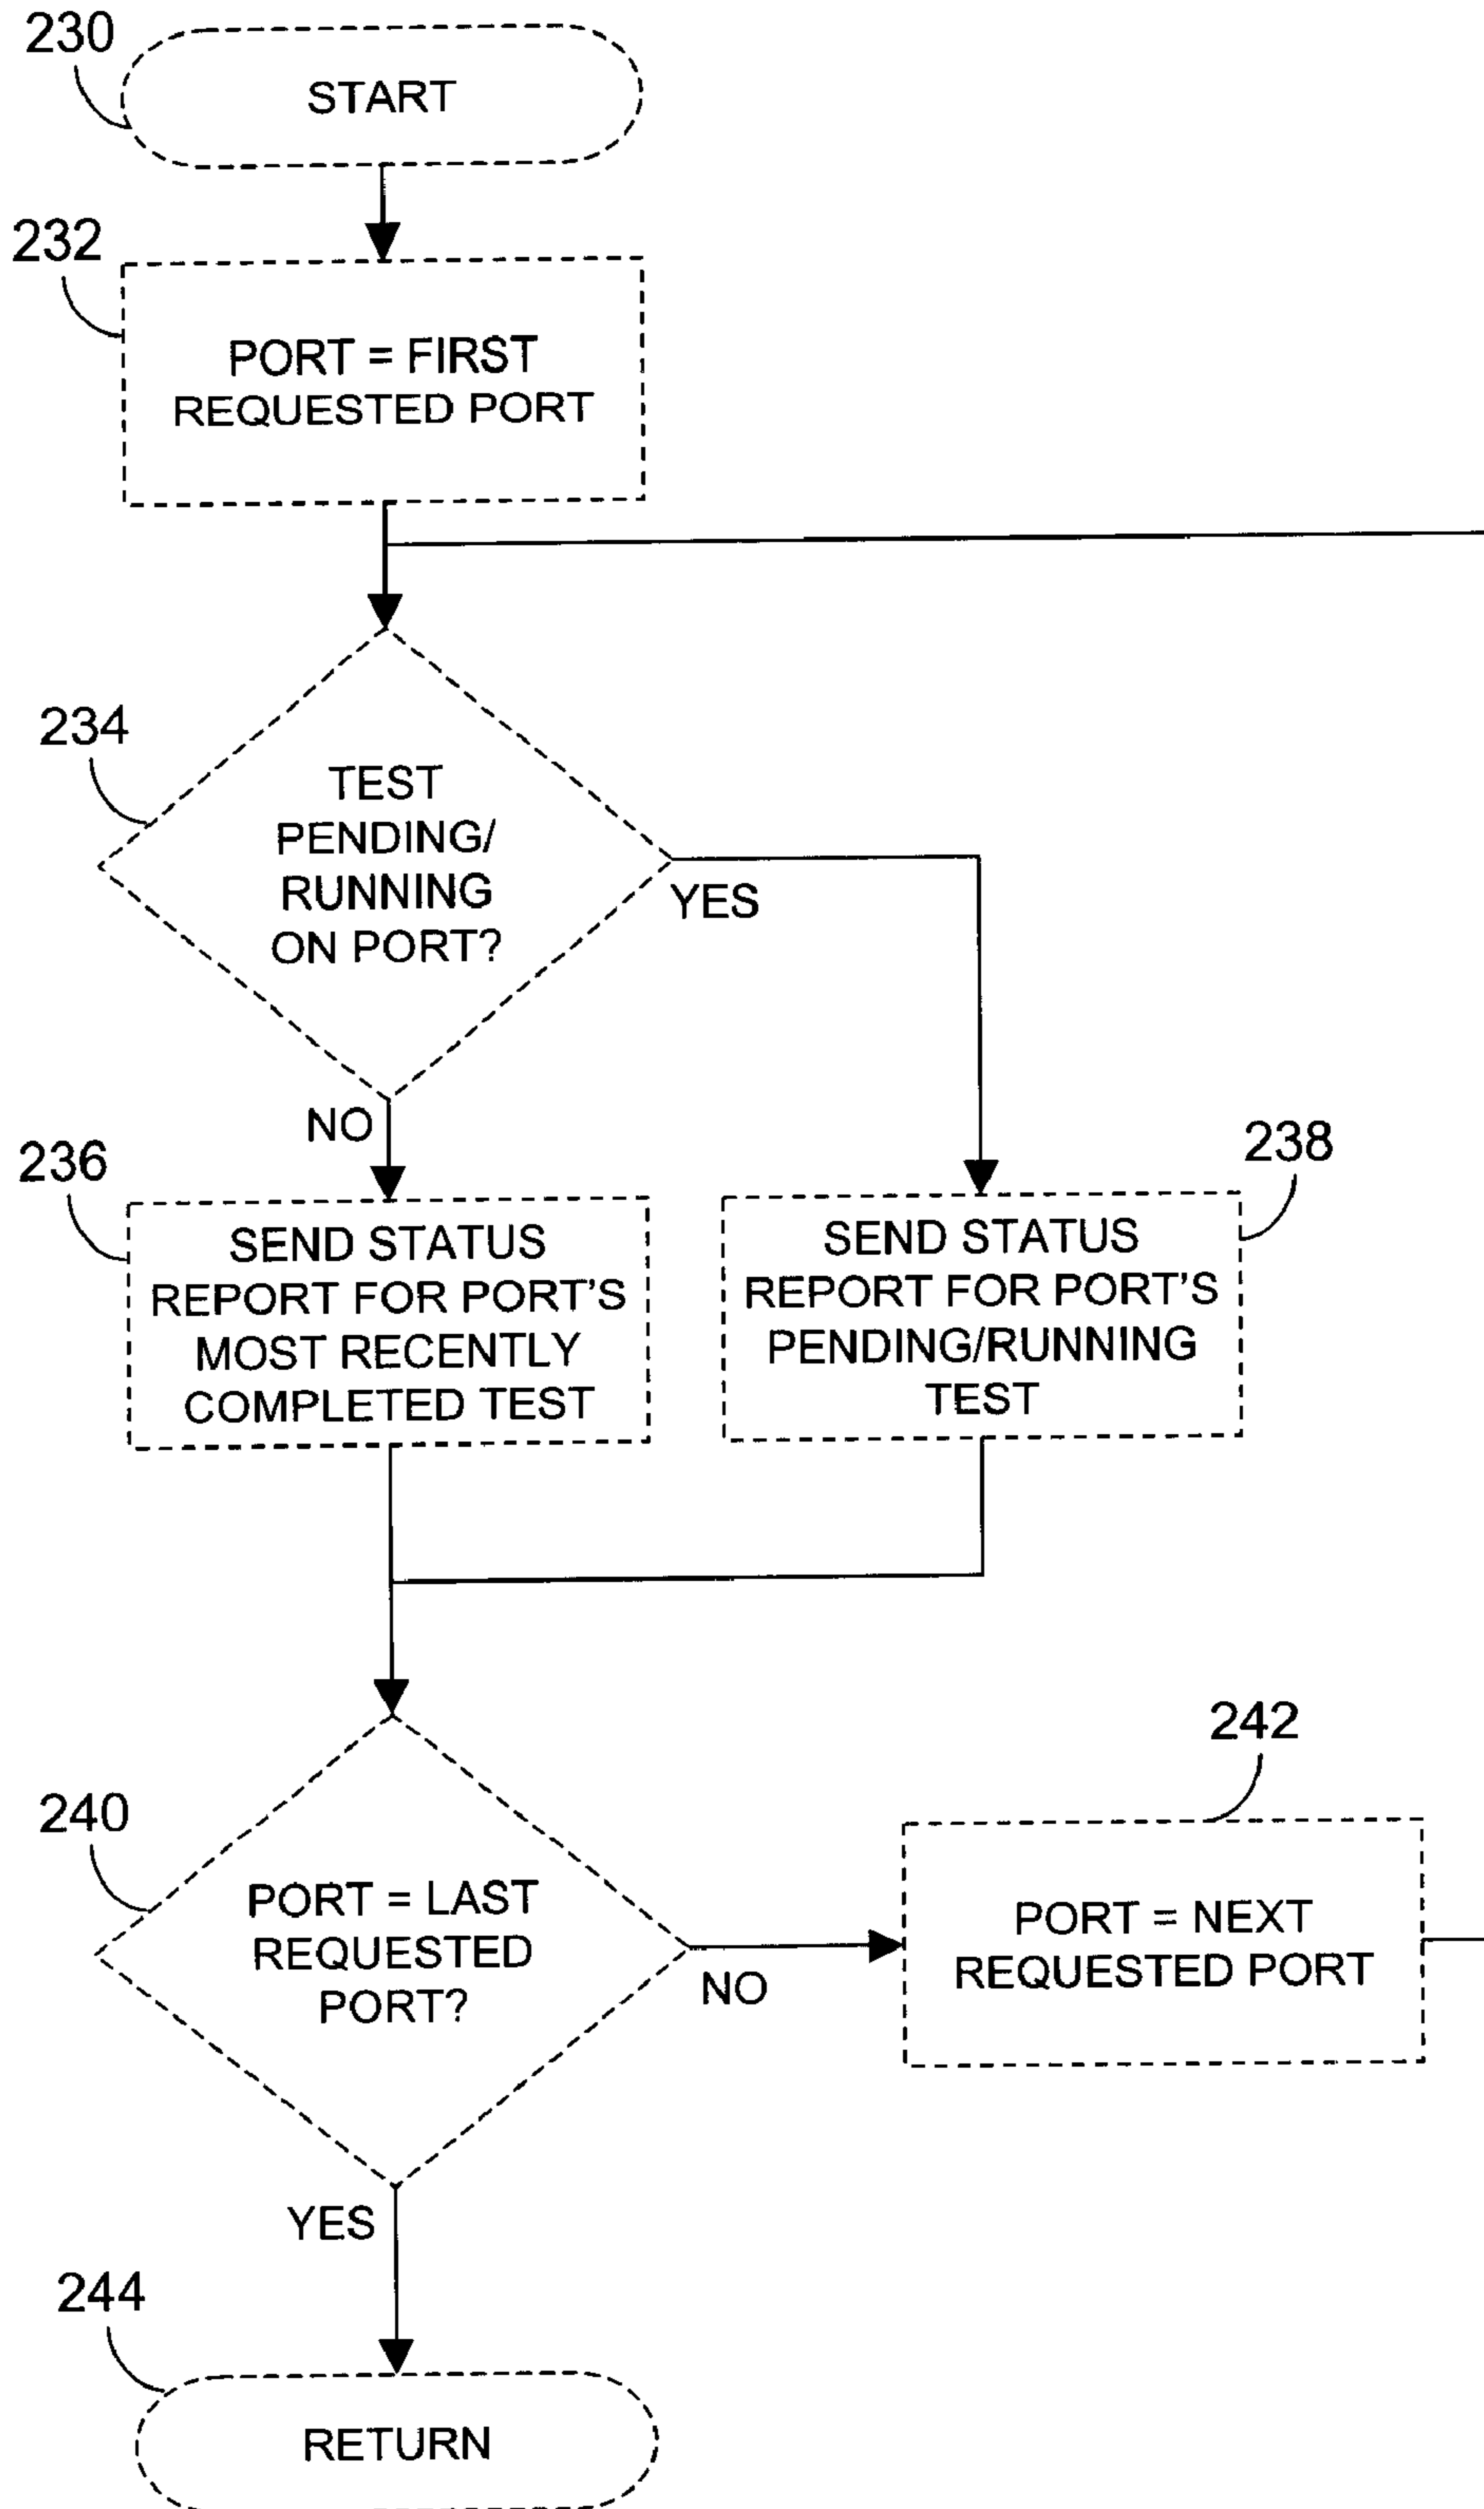 230
START
232
PORT = FIRST
REQUESTED PORT
234
TEST
PENDING/
RUNNING
ON PORT?
YES
NO
236
SEND STATUS
REPORT FOR PORT'S
MOST RECENTLY
COMPLETED TEST
238
SEND STATUS
REPORT FOR PORT'S
PENDING/RUNNING
TEST
240
PORT = LAST
REQUESTED
PORT?
NO
242
PORT = NEXT
REQUESTED PORT
YES
244
RETURN